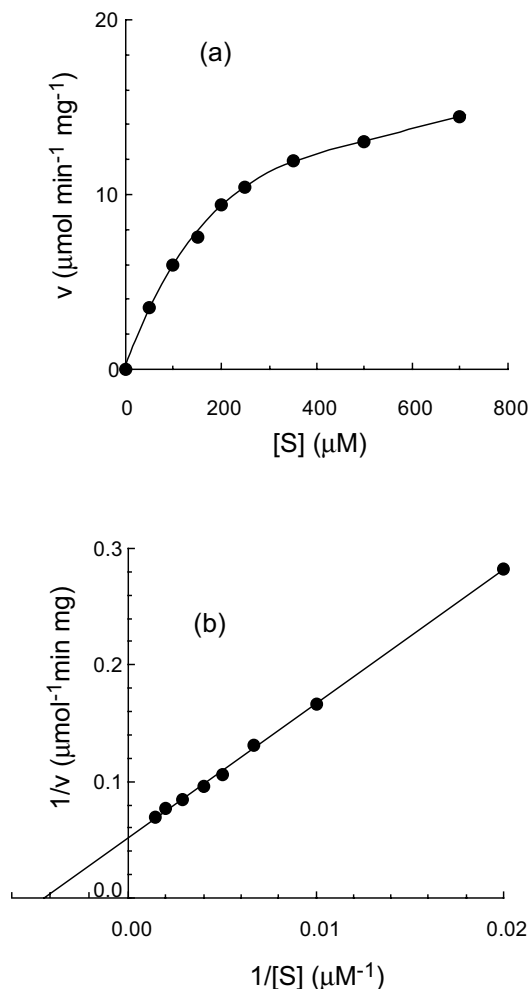 20
(a)
10
0
v (µmol min⁻¹ mg⁻¹)
0 200 400 600 800
[S] (µM)
0.3
(b)
0.2
0.1
0.0
1/v (µmol⁻¹min mg)
0.00 0.01 0.02
1/[S] (µM⁻¹)